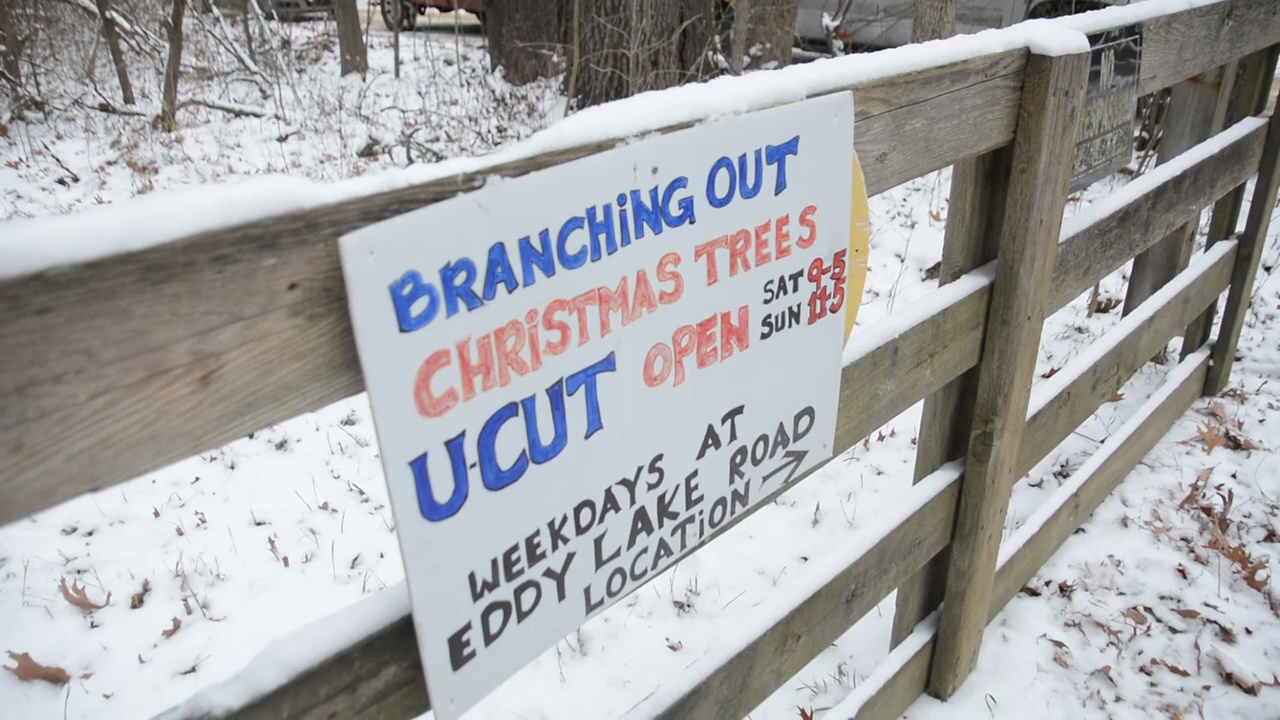 BRANCHiNG OUT
CHRiSTMAS TREES
U-CUT OPEN SAT 9-5
SUN 11-5
WEEKDAYS AT
EDDY LAKE ROAD
LOCATiON →